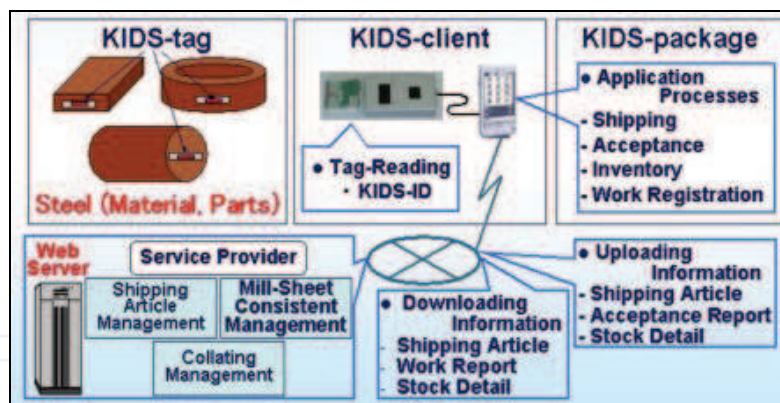 KIDS-tag
Steel (Material, Parts)
KIDS-client
● Tag-Reading
・KIDS-ID
KIDS-package
● Application
Processes
- Shipping
- Acceptance
- Inventory
- Work Registration
Web
Server
Service Provider
Shipping
Article
Management
Mill-Sheet
Consistent
Management
Collating
Management
● Downloading
Information
- Shipping Article
- Work Report
- Stock Detail
● Uploading
Information
- Shipping Article
- Acceptance Report
- Stock Detail